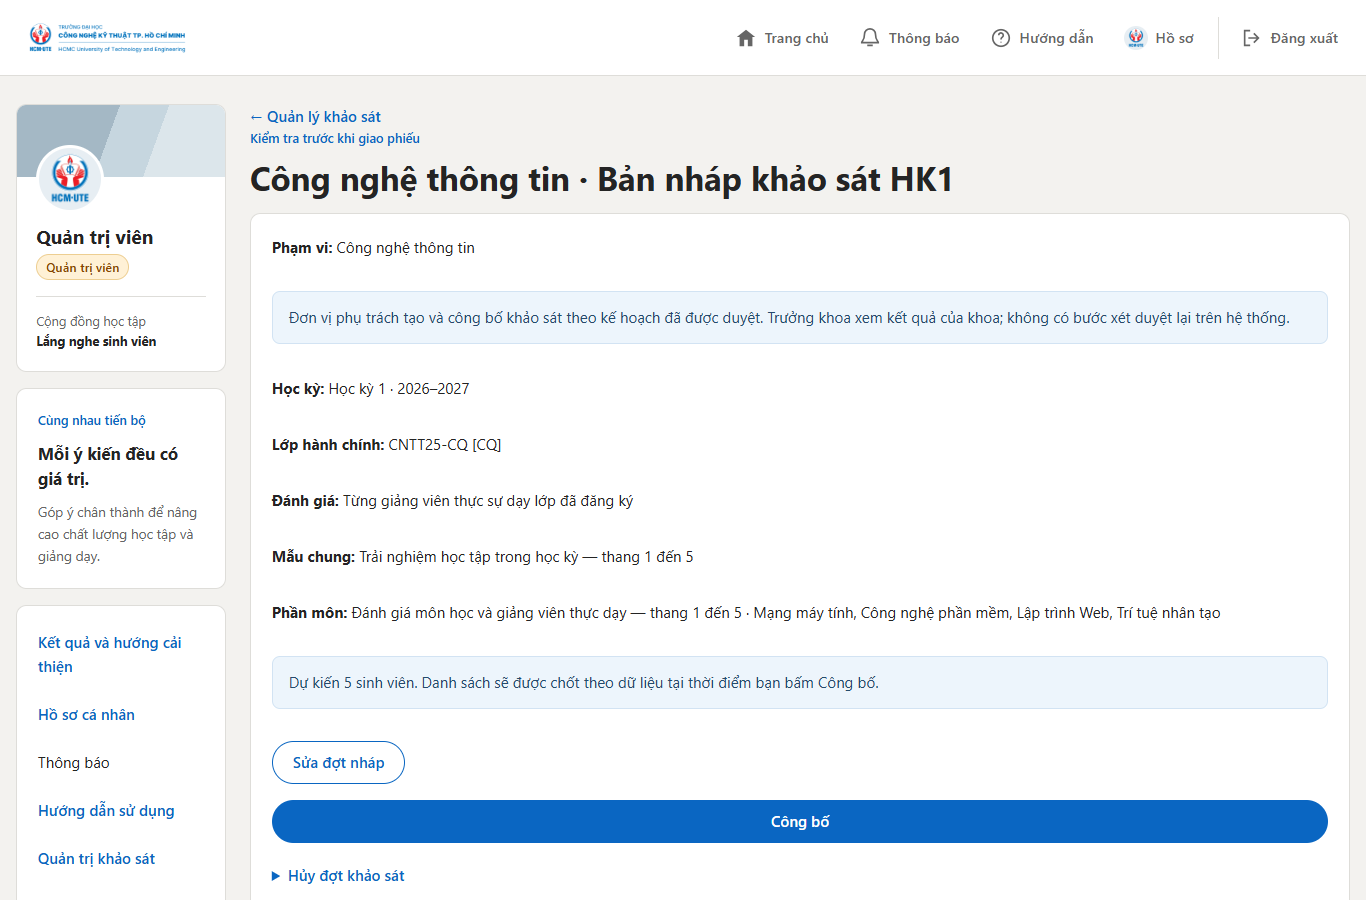 TRƯỜNG ĐẠI HỌC
CÔNG NGHỆ KỸ THUẬT TP. HỒ CHÍ MINH
HCMC University of Technology and Engineering
HCM-UTE
Trang chủ
Thông báo
Hướng dẫn
Hồ sơ
Đăng xuất
HCM-UTE
Quản trị viên
Quản trị viên
Cộng đồng học tập
Lắng nghe sinh viên
Cùng nhau tiến bộ
Mỗi ý kiến đều có
giá trị.
Góp ý chân thành để nâng
cao chất lượng học tập và
giảng dạy.
Kết quả và hướng cải
thiện
Hồ sơ cá nhân
Thông báo
Hướng dẫn sử dụng
Quản trị khảo sát
← Quản lý khảo sát
Kiểm tra trước khi giao phiếu
Công nghệ thông tin · Bản nháp khảo sát HK1
Phạm vi: Công nghệ thông tin
Đơn vị phụ trách tạo và công bố khảo sát theo kế hoạch đã được duyệt. Trưởng khoa xem kết quả của khoa; không có bước xét duyệt lại trên hệ thống.
Học kỳ: Học kỳ 1 · 2026–2027
Lớp hành chính: CNTT25-CQ [CQ]
Đánh giá: Từng giảng viên thực sự dạy lớp đã đăng ký
Mẫu chung: Trải nghiệm học tập trong học kỳ — thang 1 đến 5
Phần môn: Đánh giá môn học và giảng viên thực dạy — thang 1 đến 5 · Mạng máy tính, Công nghệ phần mềm, Lập trình Web, Trí tuệ nhân tạo
Dự kiến 5 sinh viên. Danh sách sẽ được chốt theo dữ liệu tại thời điểm bạn bấm Công bố.
Sửa đợt nháp
Công bố
▶ Hủy đợt khảo sát